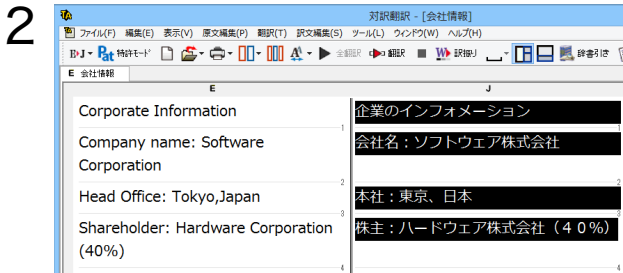 2
対訳翻訳 - [会社情報]
ファイル(F) 編集(E) 表示(V) 原文編集(P) 翻訳(T) 訳文編集(S) ツール(L) ウィンドウ(W) ヘルプ(H)
E▸J Pat 特許モード 全翻訳 翻訳 訳振り 辞書引き
E 会社情報
E J
Corporate Information 企業のインフォメーション
1 1
Company name: Software 会社名：ソフトウェア株式会社
Corporation
2 2
Head Office: Tokyo,Japan 本社：東京、日本
3 3
Shareholder: Hardware Corporation 株主：ハードウェア株式会社（４０％）
(40%)
4 4